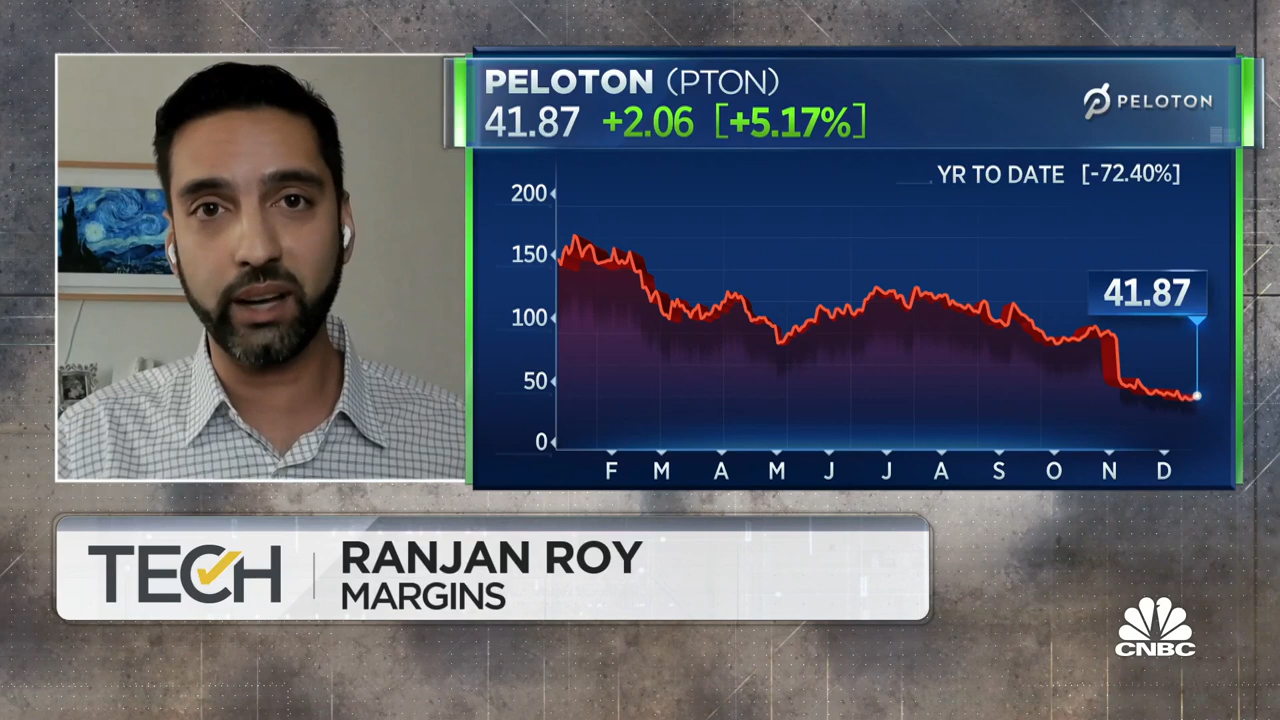 PELOTON (PTON)
41.87 +2.06 [+5.17%]
PELOTON
YR TO DATE [-72.40%]
200
150
100
50
0
41.87
F M A M J J A S O N D
TECH
RANJAN ROY
MARGINS
CNBC